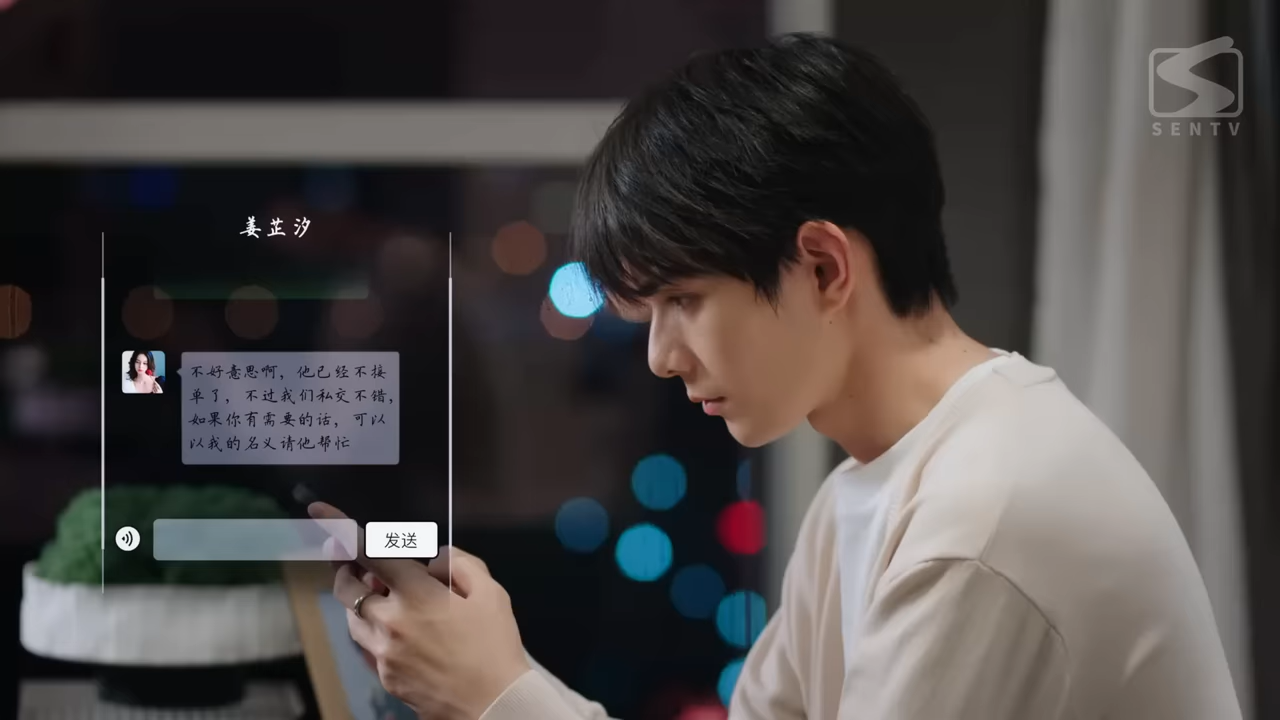 SENTV
姜芷汐
不好意思啊，他已经不接
单了，不过我们私交不错，
如果你有需要的话，可以
以我的名义请他帮忙
发送